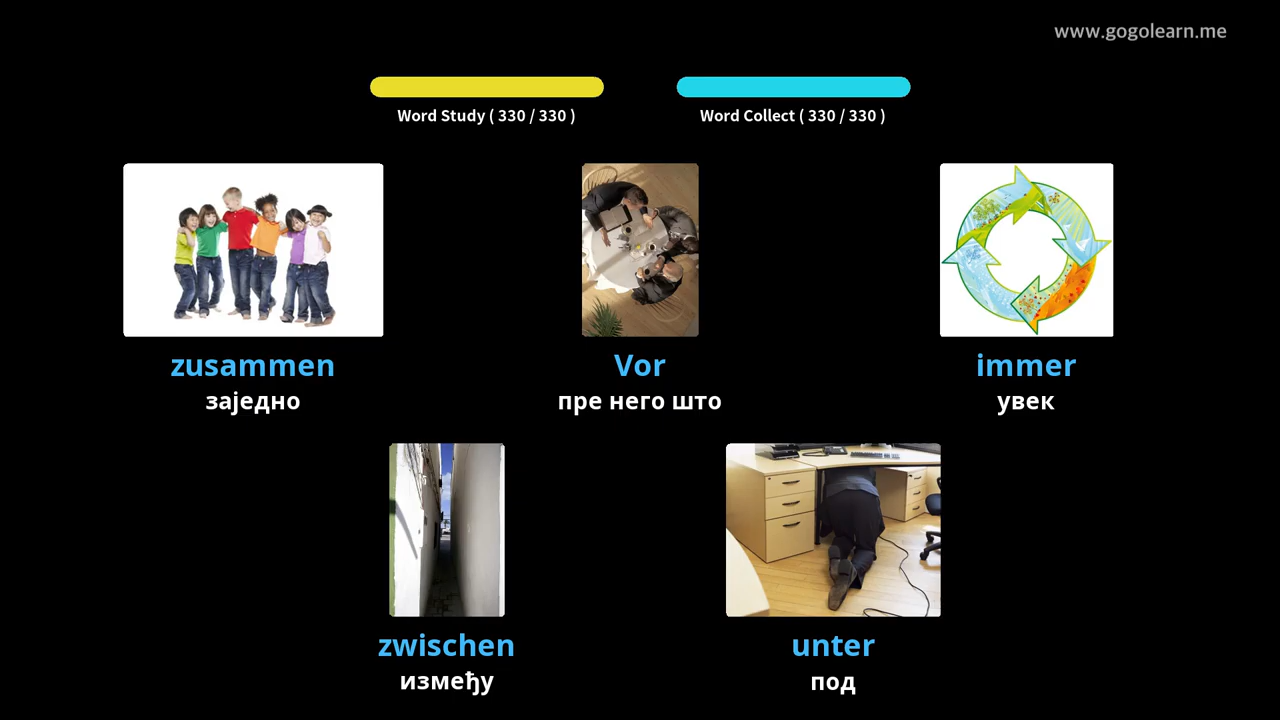 www.gogolearn.me
Word Study ( 330 / 330 )
Word Collect ( 330 / 330 )
zusammen
заједно
Vor
пре него што
immer
увек
zwischen
између
unter
под